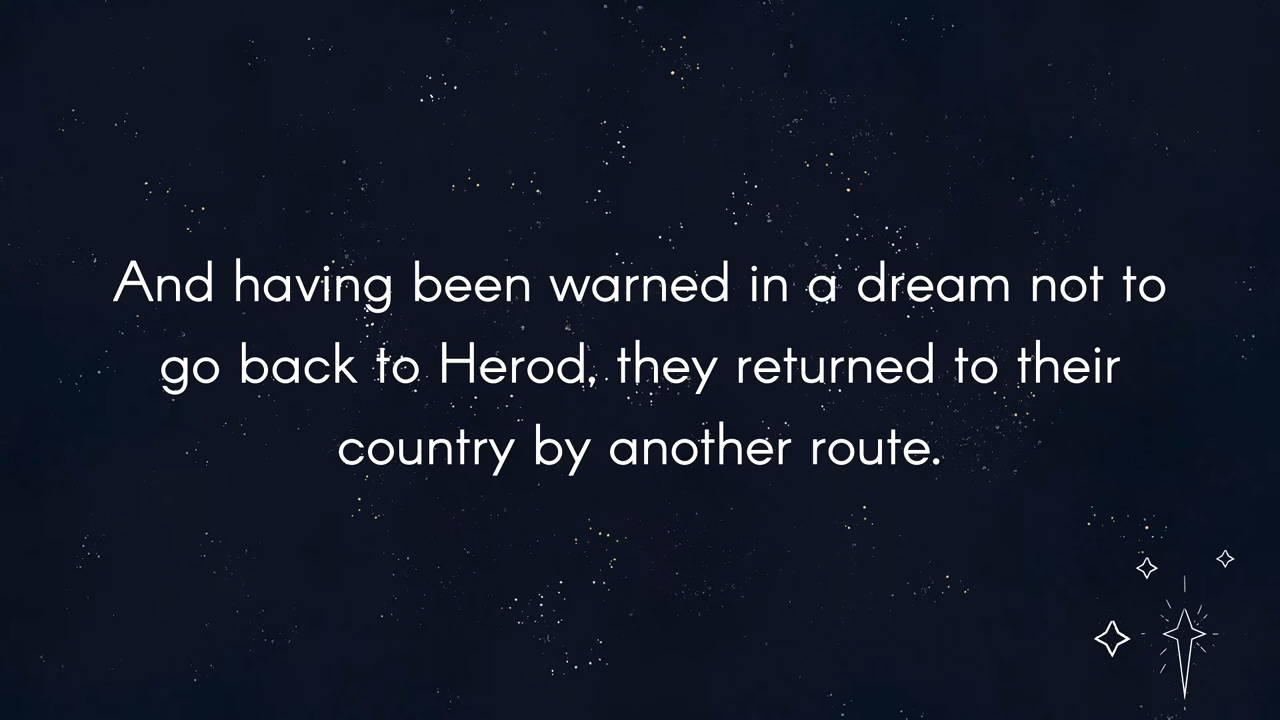 And having been warned in a dream not to
go back to Herod, they returned to their
country by another route.